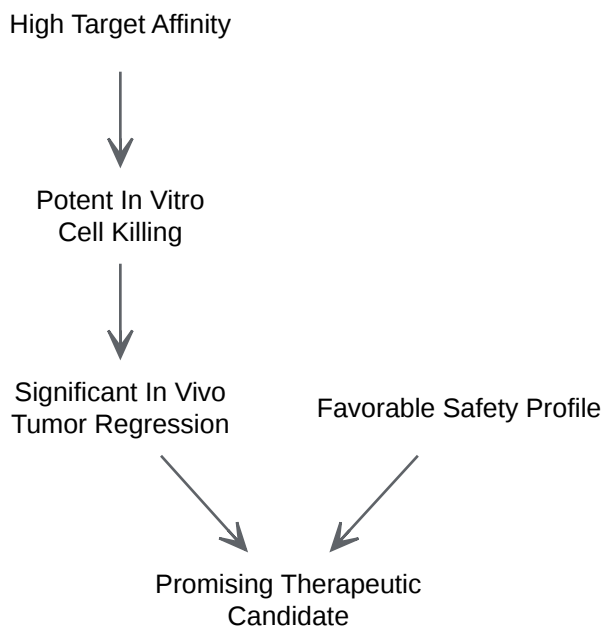 High Target Affinity
Potent In Vitro
Cell Killing
Significant In Vivo
Tumor Regression
Favorable Safety Profile
Promising Therapeutic
Candidate